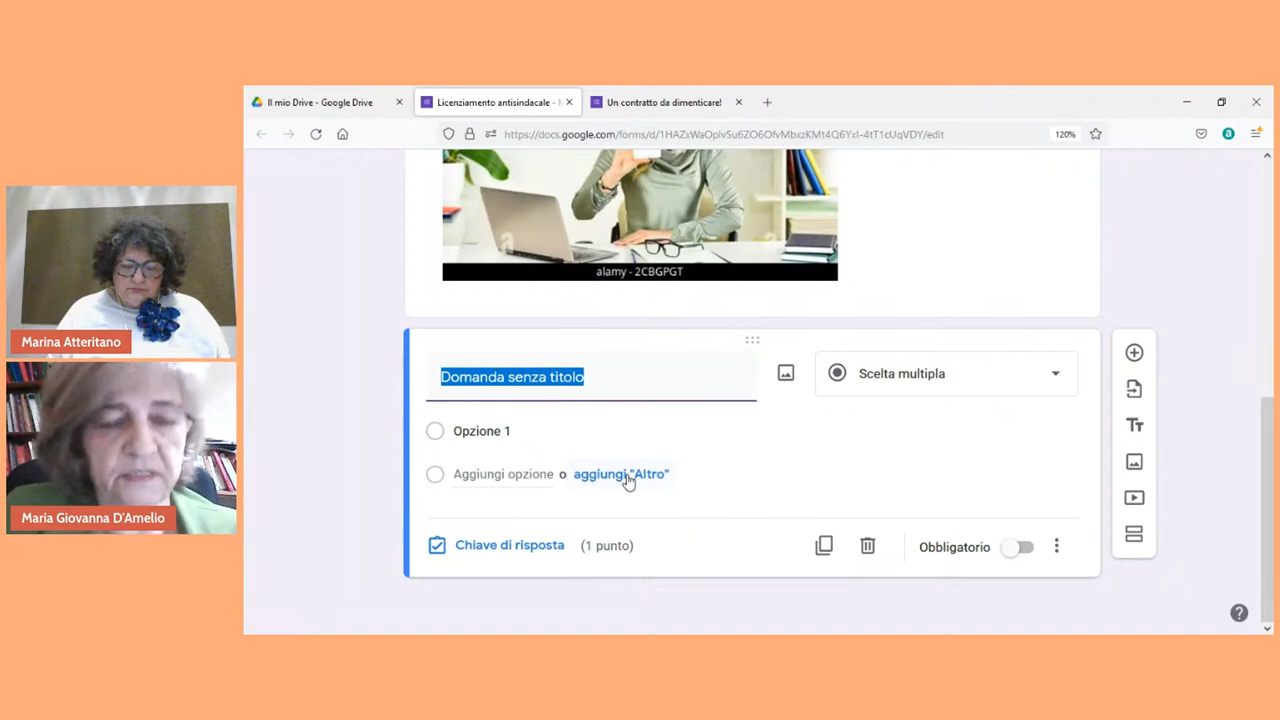 Il mio Drive - Google Drive
Licenziamento antisindacale -
Un contratto da dimenticare!
https://docs.google.com/forms/d/1HAZxWaOplvSu6ZO6OfvMbxzKMt4Q6YxI-4tT1cUqVDY/edit
120%
a
alamy - 2CBGPGT
Domanda senza titolo
Scelta multipla
Opzione 1
Aggiungi opzione o aggiungi "Altro"
Chiave di risposta (1 punto)
Obbligatorio
Tt
Marina Atteritano
Maria Giovanna D'Amelio